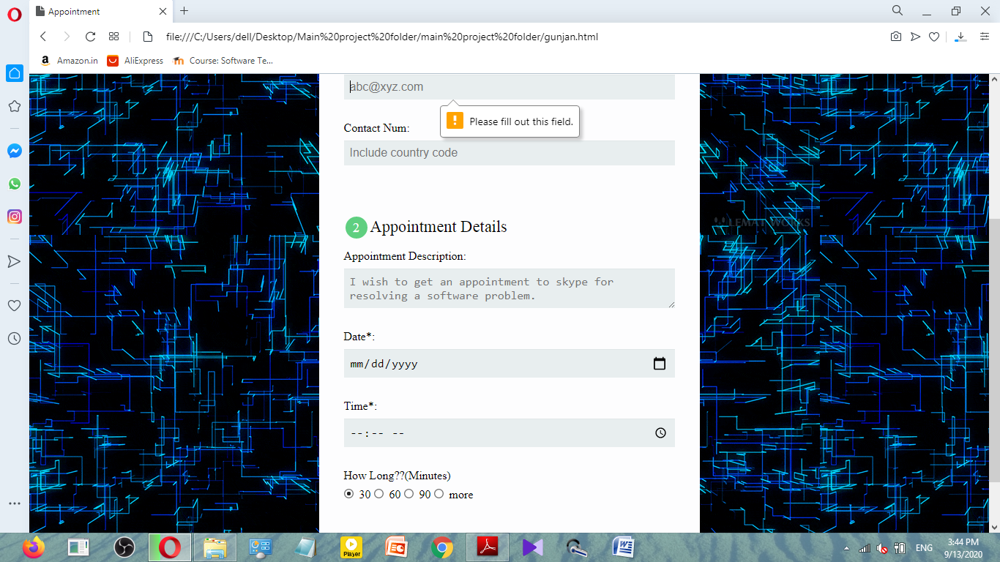 Appointment
file:///C:/Users/dell/Desktop/Main%20project%20folder/main%20project%20folder/gunjan.html
a Amazon.in AliExpress Course: Software Te...
abc@xyz.com
! Please fill out this field.
Contact Num:
Include country code
LEMAT WORKS
2 Appointment Details
Appointment Description:
I wish to get an appointment to skype for
resolving a software problem.
Date*:
mm/dd/yyyy
Time*:
--:-- --
How Long??(Minutes)
30 60 90 more
Player
ENG
3:44 PM
9/13/2020